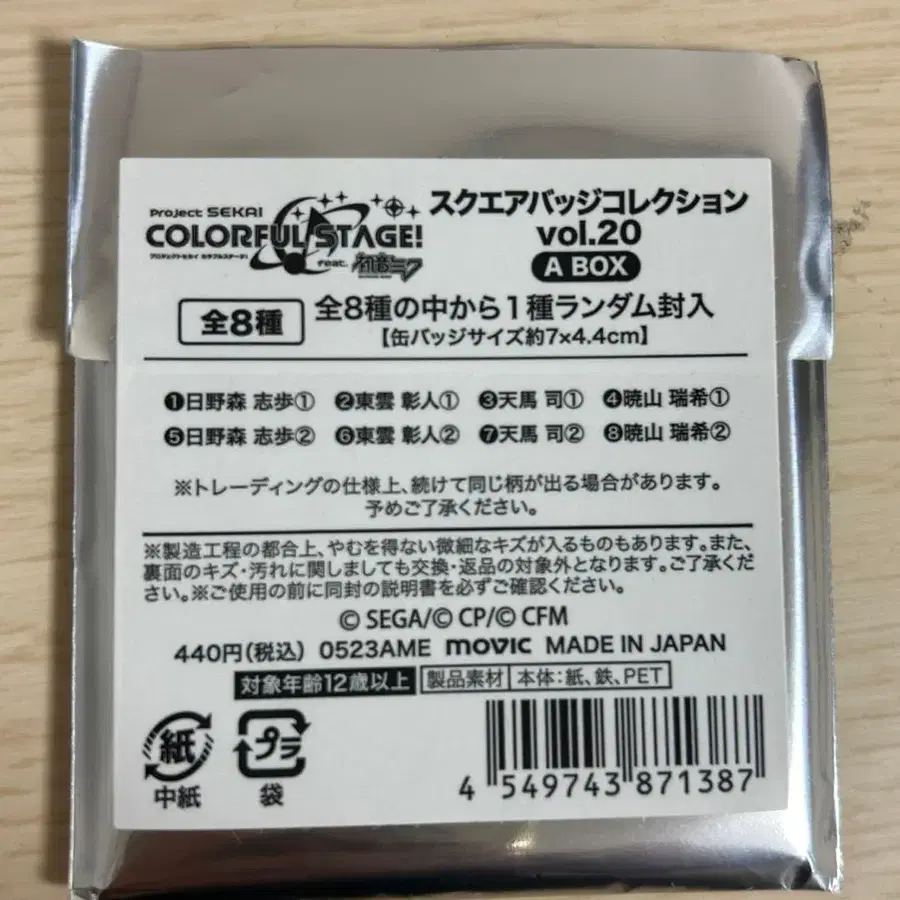 Project SEKAI
COLORFUL STAGE!
プロジェクトセカイ カラフルステージ!
feat. 初音ミク
スクエアバッジコレクション
vol.20
A BOX
全8種
全8種の中から1種ランダム封入
【缶バッジサイズ約7×4.4cm】
❶日野森 志歩① ❷東雲 彰人① ❸天馬 司① ❹暁山 瑞希①
❺日野森 志歩② ❻東雲 彰人② ❼天馬 司② ❽暁山 瑞希②
※トレーディングの仕様上、続けて同じ柄が出る場合があります。
予めご了承ください。
※製造工程の都合上、やむを得ない微細なキズが入るものもあります。また、
裏面のキズ・汚れに関しましても交換・返品の対象外となります。ご了承くださ
い。※ご使用の前に同封の説明書を必ずご確認ください。
© SEGA/© CP/© CFM
440円(税込) 0523AME movic MADE IN JAPAN
対象年齢12歳以上 製品素材 本体:紙、鉄、PET
紙 プラ
中紙 袋
4 549743 871387